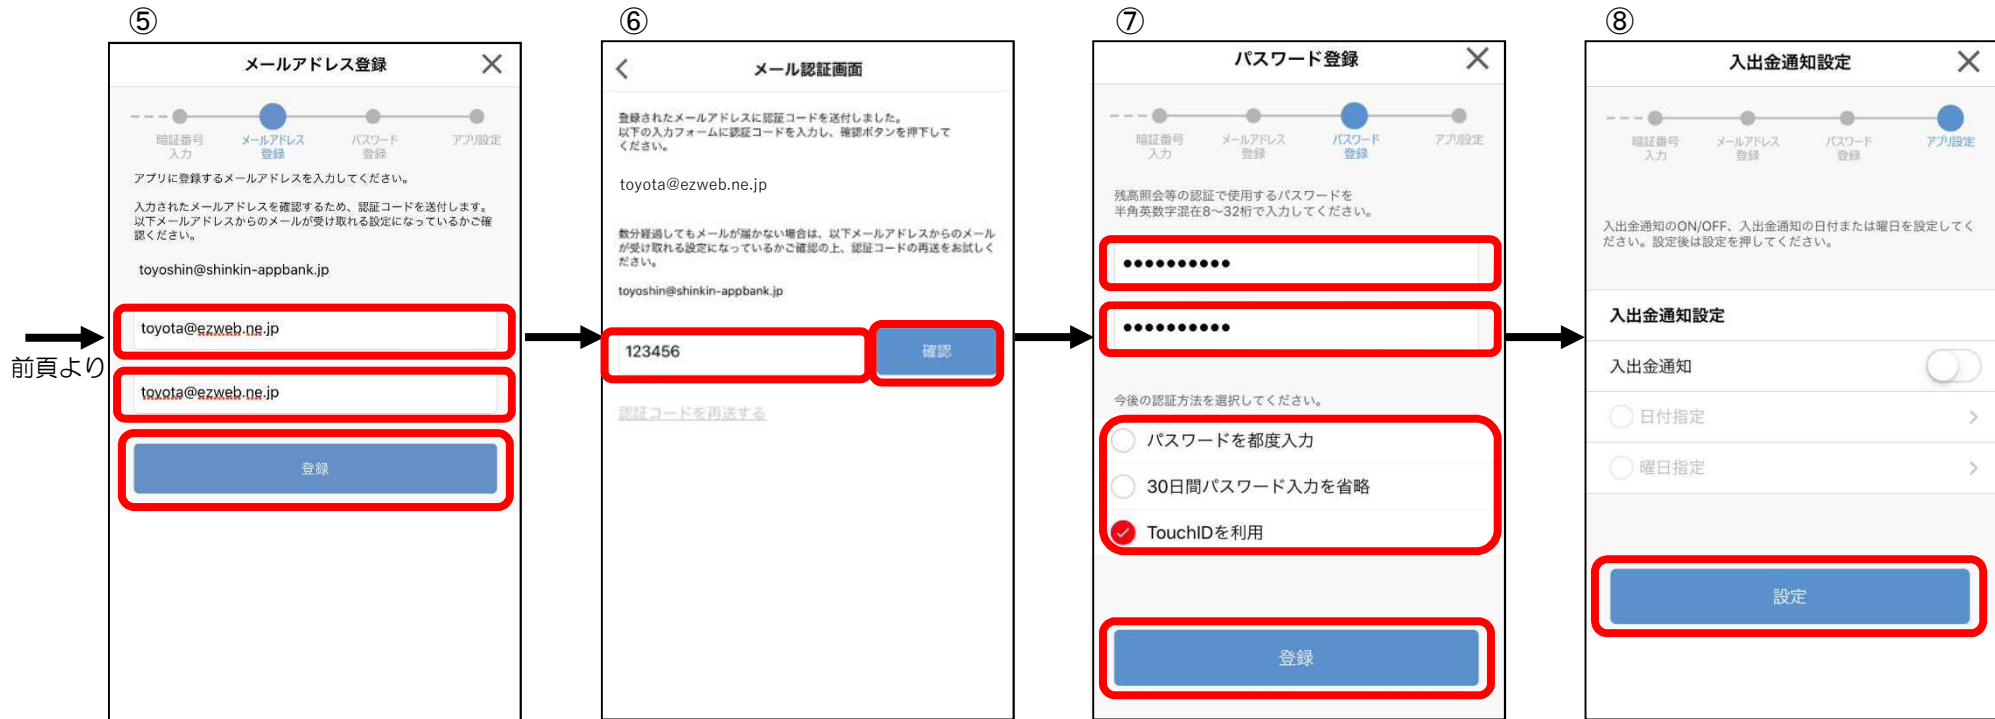 前頁より
⑤
メールアドレス登録
暗証番号
入力
メールアドレス
登録
パスワード
登録
アプリ設定
アプリに登録するメールアドレスを入力してください。
入力されたメールアドレスを確認するため、認証コードを送付します。
以下メールアドレスからのメールが受け取れる設定になっているかご確
認ください。
toyoshin@shinkin-appbank.jp
toyota@ezweb.ne.jp
toyota@ezweb.ne.jp
登録
⑥
メール認証画面
登録されたメールアドレスに認証コードを送付しました。
以下の入力フォームに認証コードを入力し、確認ボタンを押下して
ください。
toyota@ezweb.ne.jp
数分経過してもメールが届かない場合は、以下メールアドレスからのメール
が受け取れる設定になっているかご確認の上、認証コードの再送をお試しく
ださい。
toyoshin@shinkin-appbank.jp
123456
確認
認証コードを再送する
⑦
パスワード登録
暗証番号
入力
メールアドレス
登録
パスワード
登録
アプリ設定
残高照会等の認証で使用するパスワードを
半角英数字混在8〜32桁で入力してください。
●●●●●●●●●●
●●●●●●●●●●
今後の認証方法を選択してください。
パスワードを都度入力
30日間パスワード入力を省略
TouchIDを利用
登録
⑧
入出金通知設定
暗証番号
入力
メールアドレス
登録
パスワード
登録
アプリ設定
入出金通知のON/OFF、入出金通知の日付または曜日を設定してく
ださい。設定後は設定を押してください。
入出金通知設定
入出金通知
日付指定
曜日指定
設定